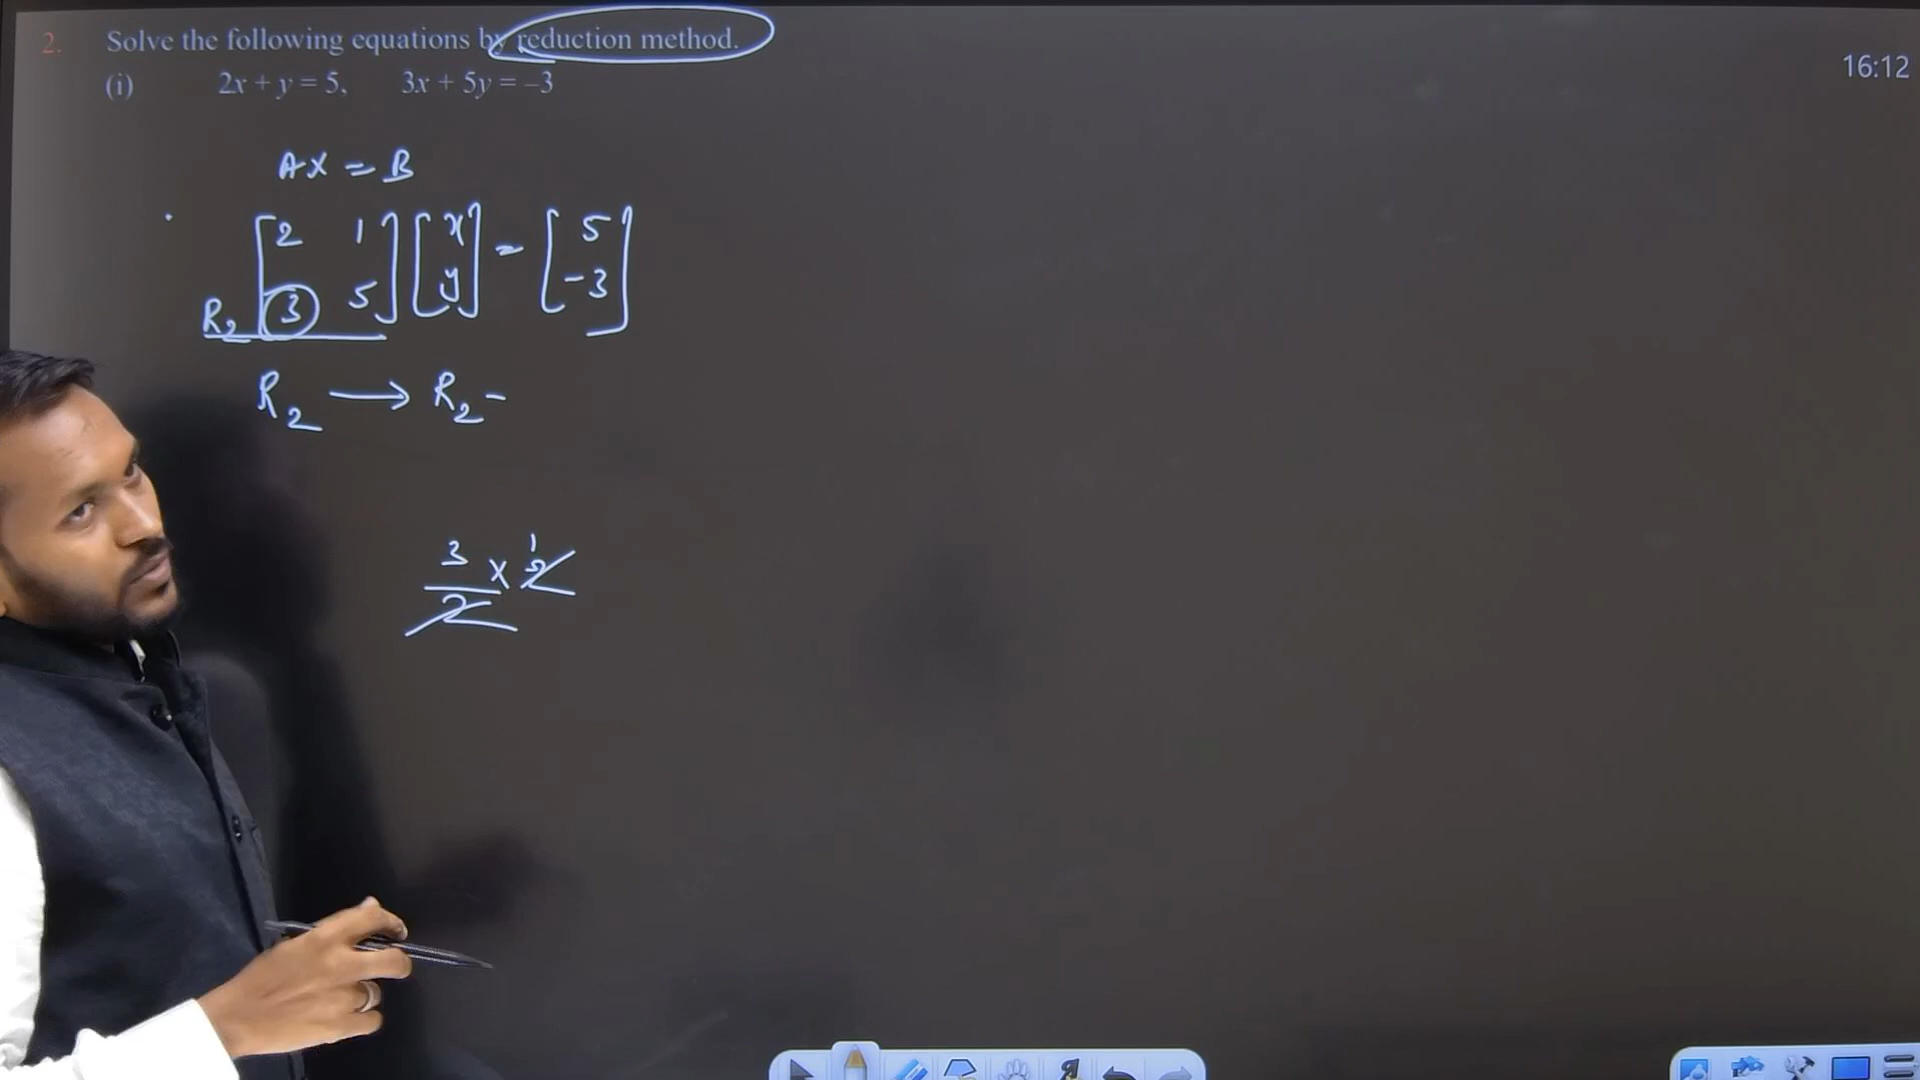 2. Solve the following equations by reduction method.
(i) 2x + y = 5, 3x + 5y = –3
16:12
AX = B
[2 1] [x] = [5]
R2 [3 5] [y] [-3]
R2 → R2 -
3/2 × 2 1